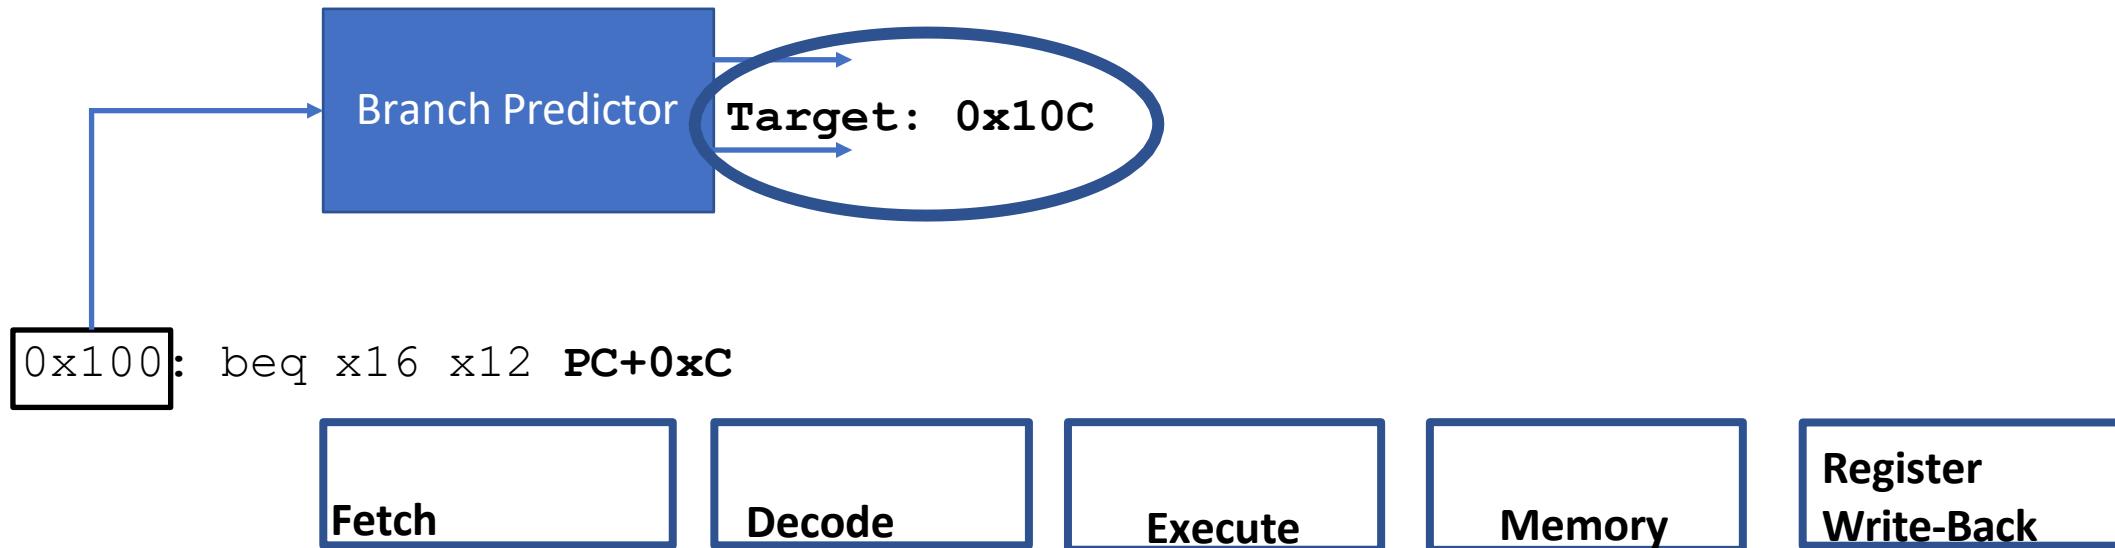 Branch Predictor
Target: 0x10C
0x100: beq x16 x12 PC+0xC
Fetch
Decode
Execute
Memory
Register
Write-Back